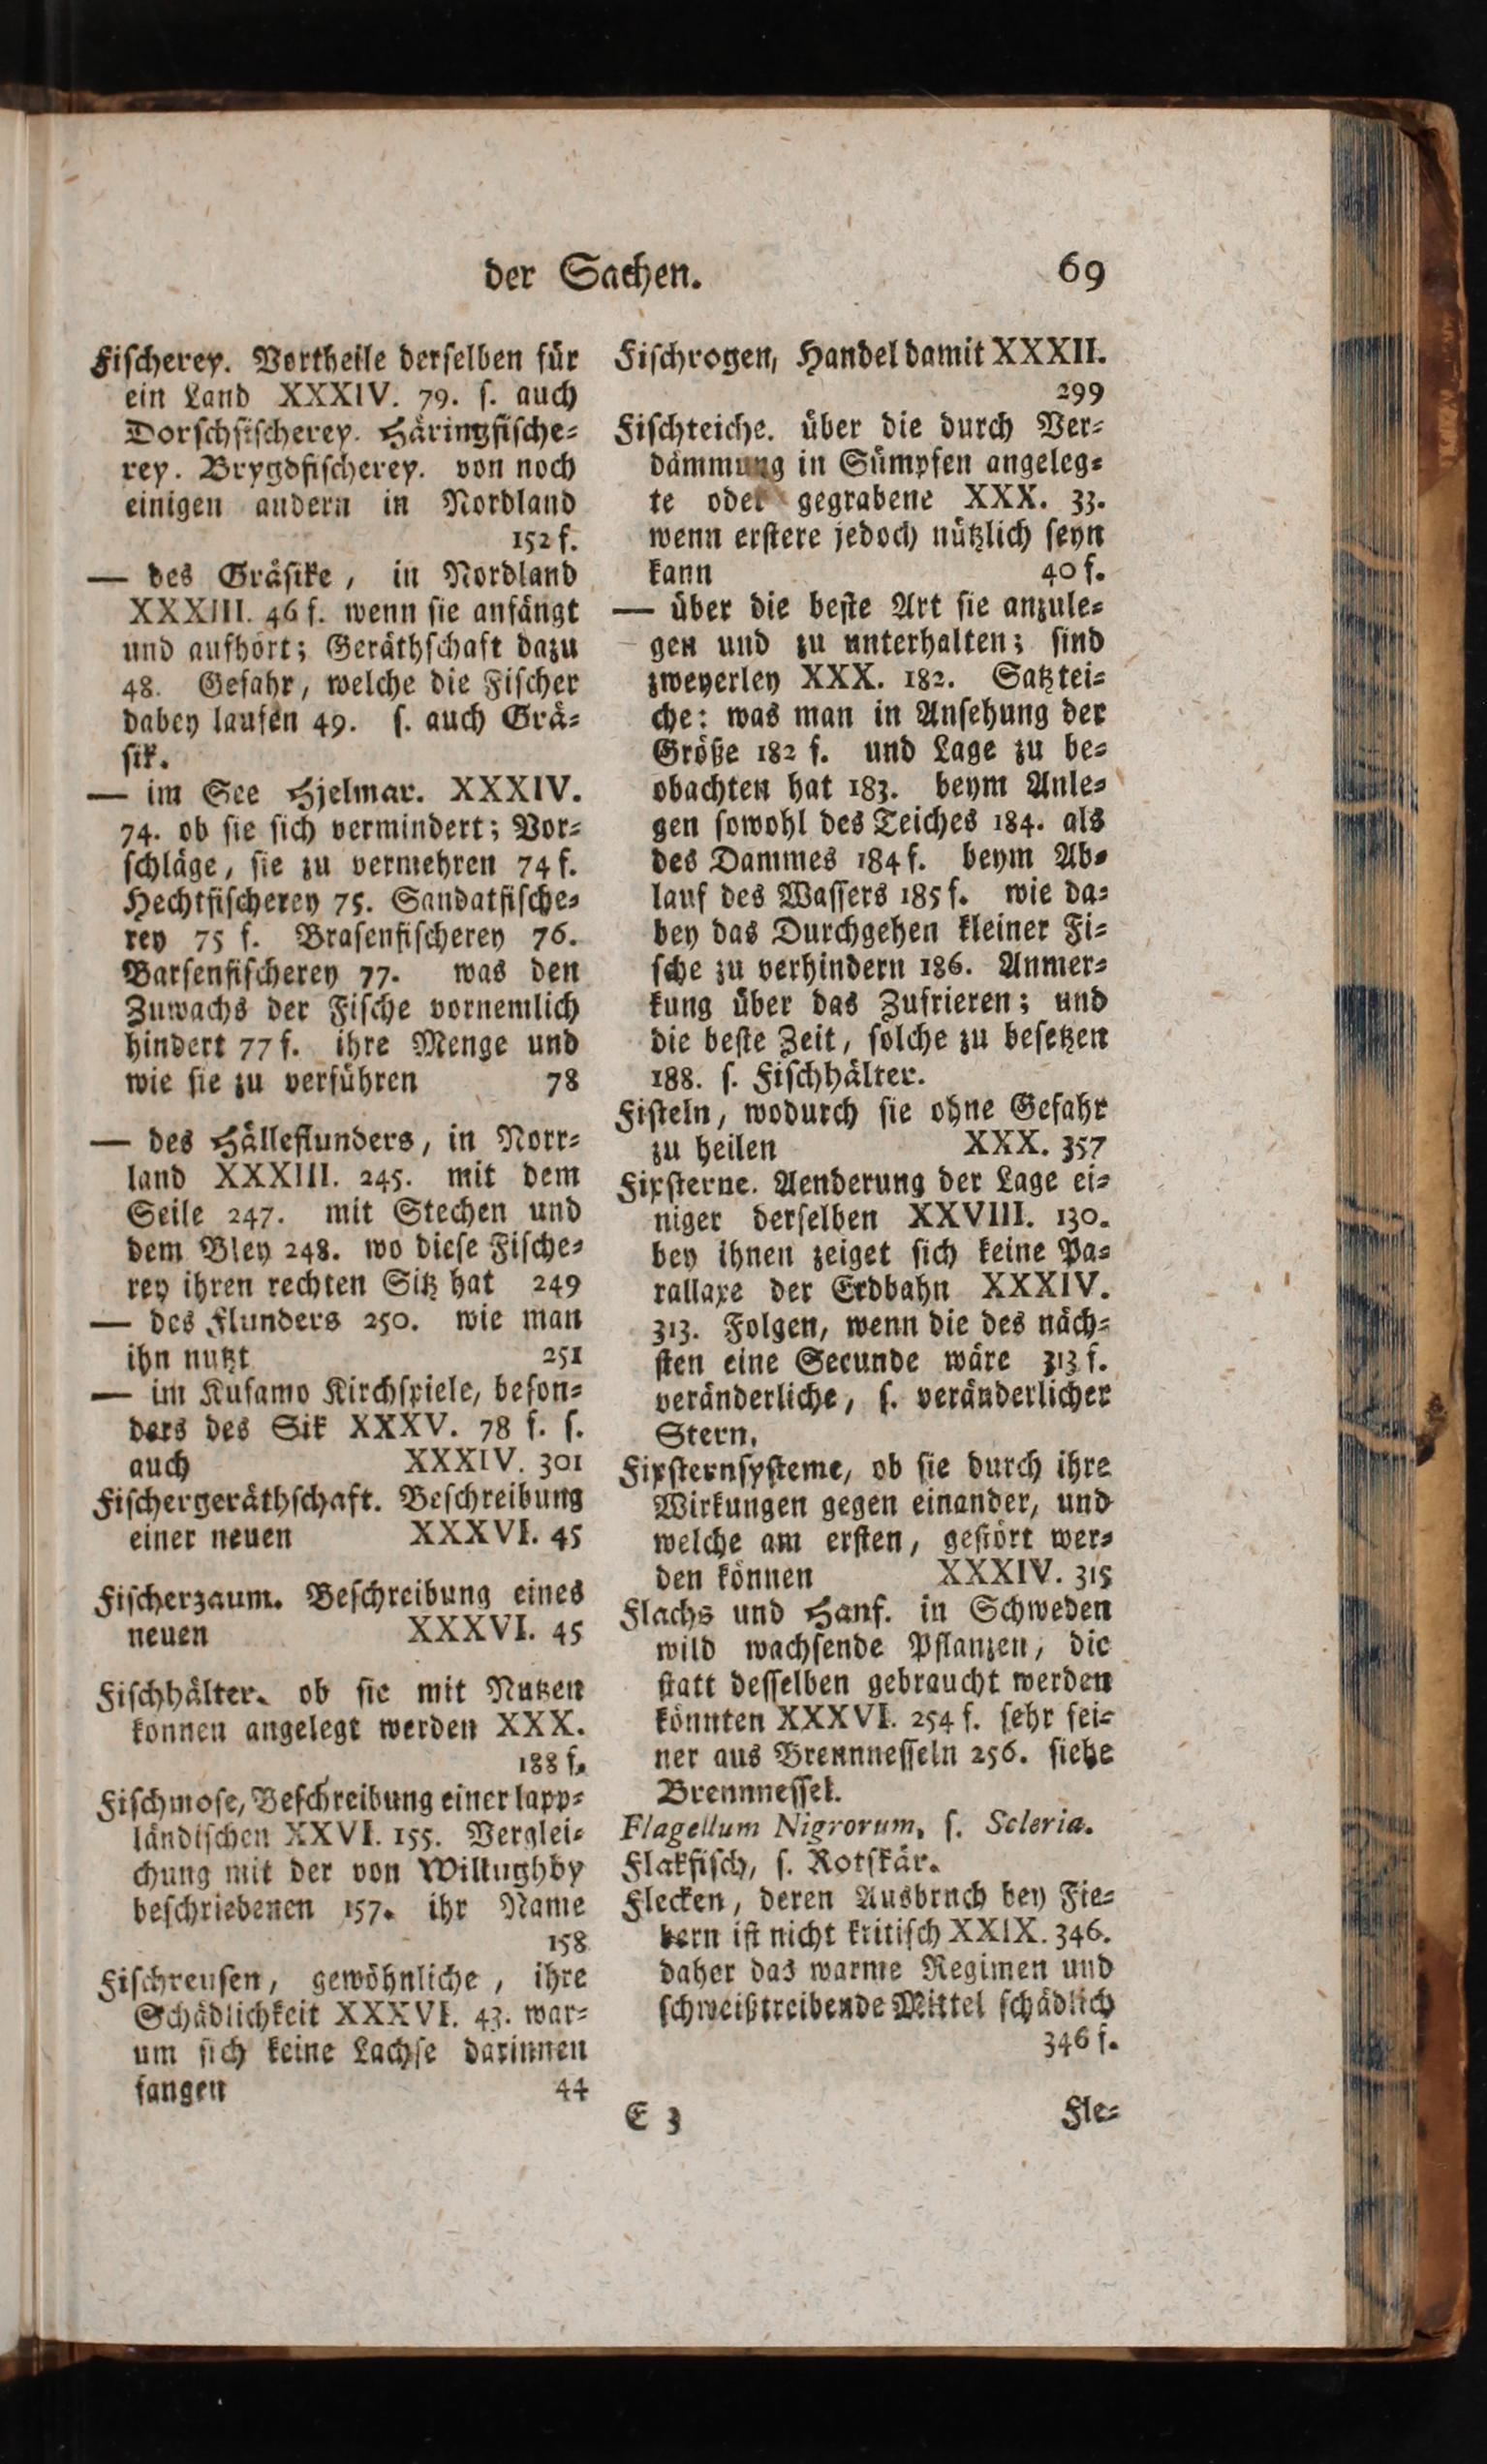 der Sachen. 69
Fischerey. Vortheile derselben für
ein Land XXXIV. 79. s. auch
Dorschfischerey. Häringsfische-
rey. Brygdfischerey. von noch
einigen andern in Nordland
152 f.
— des Gräsike, in Nordland
XXXIII. 46 f. wenn sie anfängt
und aufhört; Geräthschaft dazu
48. Gefahr, welche die Fischer
dabey laufen 49. s. auch Grä-
sik.
— im See Hjelmar. XXXIV.
74. ob sie sich vermindert; Vor-
schläge, sie zu vermehren 74 f.
Hechtfischerey 75. Sandatfische-
rey 75 f. Brasenfischerey 76.
Barsenfischerey 77. was den
Zuwachs der Fische vornemlich
hindert 77 f. ihre Menge und
wie sie zu verführen 78
— des Hälleflunders, in Norr-
land XXXIII. 245. mit dem
Seile 247. mit Stechen und
dem Bley 248. wo diese Fische-
rey ihren rechten Sitz hat 249
— des Flunders 250. wie man
ihn nutzt 251
— im Kusamo Kirchspiele, beson-
ders des Sik XXXV. 78 f. s.
auch XXXIV. 301
Fischergeräthschaft. Beschreibung
einer neuen XXXVI. 45
Fischerzaum. Beschreibung eines
neuen XXXVI. 45
Fischhälter. ob sie mit Nutzen
konnen angelegt werden XXX.
188 f.
Fischmose, Beschreibung einer lapp-
ländischen XXVI. 155. Verglei-
chung mit der von Willughby
beschriebenen 157. ihr Name
158
Fischreusen, gewöhnliche, ihre
Schädlichkeit XXXVI. 43. war-
um sich keine Lachse darinnen
fangen 44
Fischrogen, Handel damit XXXII.
299
Fischteiche. über die durch Ver-
dämmung in Sümpfen angeleg-
te oder gegrabene XXX. 33.
wenn erstere jedoch nützlich seyn
kann 40 f.
— über die beste Art sie anzule-
gen und zu unterhalten; sind
zweyerley XXX. 182. Satztei-
che: was man in Ansehung der
Größe 182 f. und Lage zu be-
obachten hat 183. beym Anle-
gen sowohl des Teiches 184. als
des Dammes 184 f. beym Ab-
lauf des Wassers 185 f. wie da-
bey das Durchgehen kleiner Fi-
sche zu verhindern 186. Anmer-
kung über das Zufrieren; und
die beste Zeit, solche zu besetzen
188. s. Fischhälter.
Fisteln, wodurch sie ohne Gefahr
zu heilen XXX. 357
Fixsterne. Aenderung der Lage ei-
niger derselben XXVIII. 130.
bey ihnen zeiget sich keine Pa-
rallaxe der Erdbahn XXXIV.
313. Folgen, wenn die des näch-
sten eine Secunde wäre 313 f.
veränderliche, s. veränderlicher
Stern.
Fixsternsysteme, ob sie durch ihre
Wirkungen gegen einander, und
welche am ersten, gestört wer-
den können XXXIV. 315
Flachs und Hanf. in Schweden
wild wachsende Pflanzen, die
statt desselben gebraucht werden
könnten XXXVI. 254 f. sehr fei-
ner aus Brennnesseln 256. siehe
Brennnessel.
Flagellum Nigrorum, s. Scleria.
Flakfisch, s. Rotskär.
Flecken, deren Ausbrnch bey Fie-
bern ist nicht kritisch XXIX. 346.
daher das warme Regimen und
schweißtreibende Mittel schädlich
346 f.
E 3 Fle-